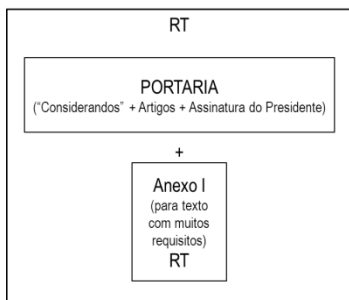 RT
PORTARIA
("Considerandos" + Artigos + Assinatura do Presidente)
+
Anexo I
(para texto
com muitos
requisitos)
RT